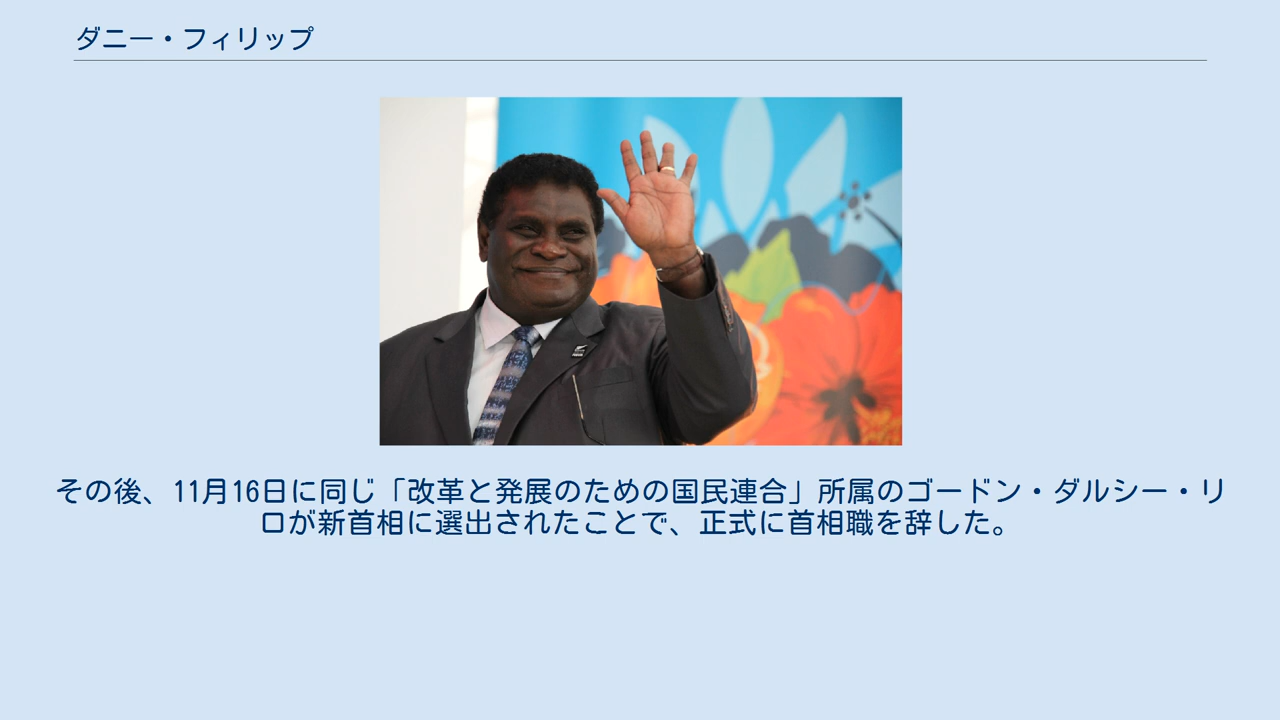 ダニー・フィリップ
その後、11月16日に同じ「改革と発展のための国民連合」所属のゴードン・ダルシー・リ
ロが新首相に選出されたことで、正式に首相職を辞した。